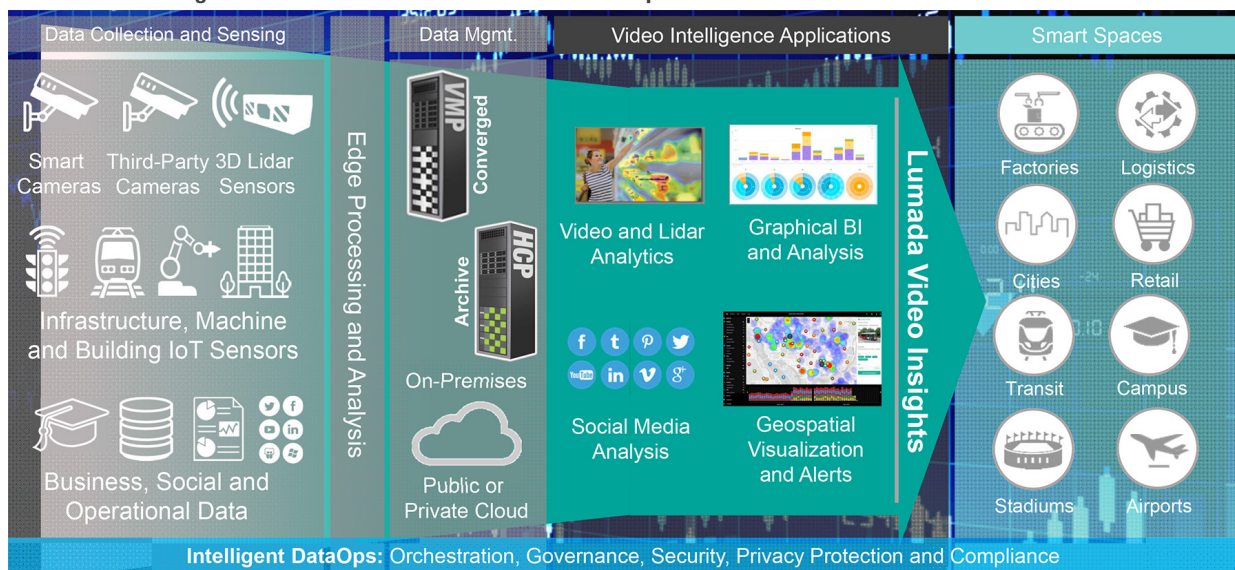 Data Collection and Sensing
Smart
Cameras
Third-Party
Cameras
3D Lidar
Sensors
Infrastructure, Machine
and Building IoT Sensors
Business, Social and
Operational Data
Edge Processing and Analysis
Data Mgmt.
VMP
Converged
HCP
Archive
On-Premises
Public or
Private Cloud
Video Intelligence Applications
Video and Lidar
Analytics
Graphical BI
and Analysis
YouTube
Social Media
Analysis
Geospatial
Visualization
and Alerts
Lumada Video Insights
Smart Spaces
Factories
Logistics
Cities
Retail
Transit
Campus
Stadiums
Airports
Intelligent DataOps: Orchestration, Governance, Security, Privacy Protection and Compliance